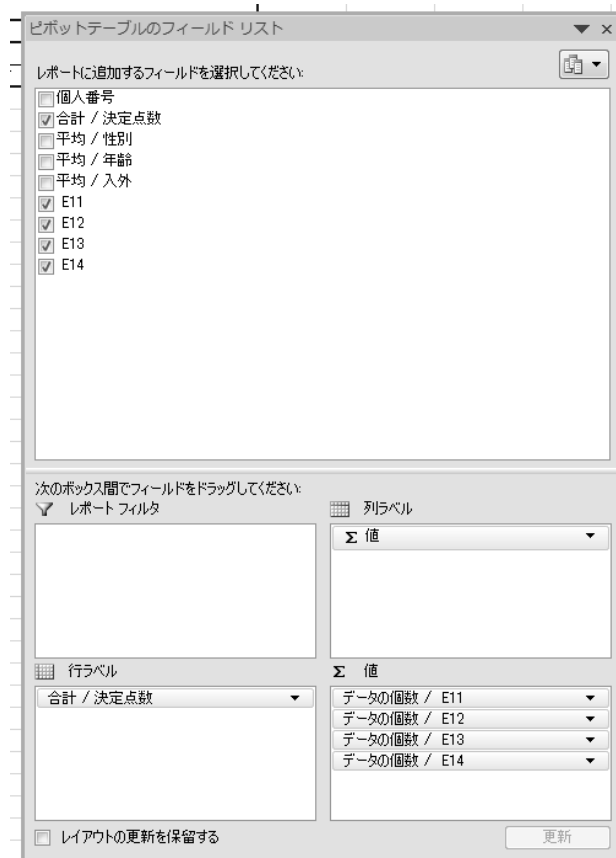 ピボットテーブルのフィールド リスト
レポートに追加するフィールドを選択してください:
個人番号
合計 / 決定点数
平均 / 性別
平均 / 年齢
平均 / 入外
E11
E12
E13
E14
次のボックス間でフィールドをドラッグしてください:
レポート フィルタ
列ラベル
Σ 値
行ラベル
Σ 値
合計 / 決定点数
データの個数 / E11
データの個数 / E12
データの個数 / E13
データの個数 / E14
レイアウトの更新を保留する
更新